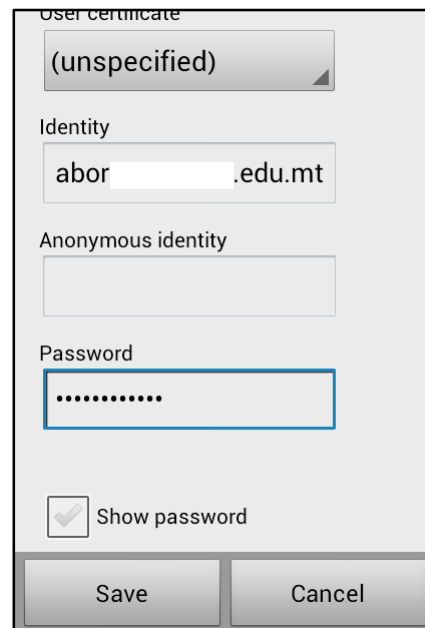 User certificate
(unspecified)
Identity
abor .edu.mt
Anonymous identity
Password
••••••••••••
Show password
Save Cancel